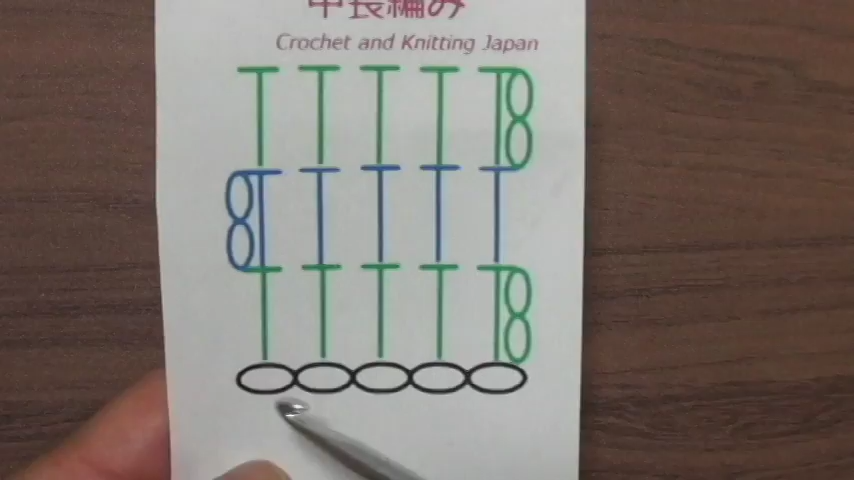 中長編み
Crochet and Knitting Japan